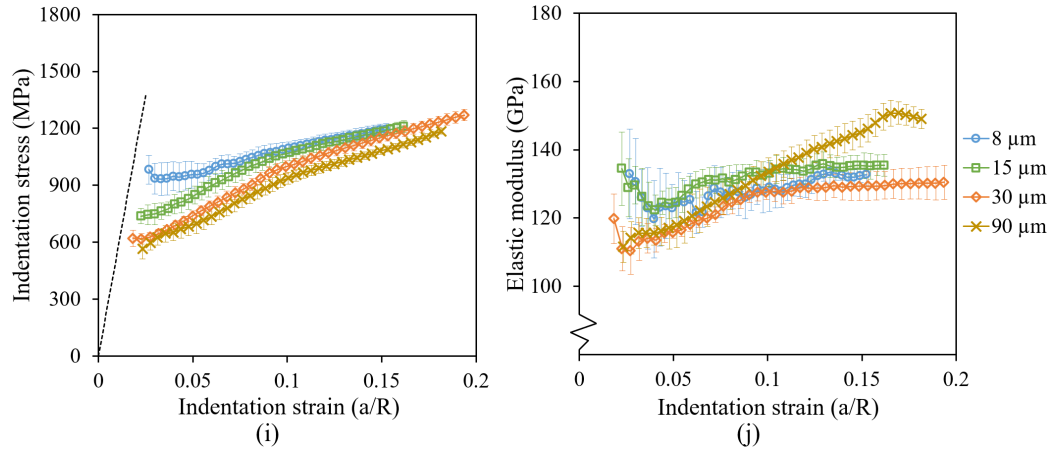 1800
1500
1200
900
600
300
0
0 0.05 0.1 0.15 0.2
Indentation stress (MPa)
Indentation strain (a/R)
(i)
180
160
140
120
100
0 0.05 0.1 0.15 0.2
Elastic modulus (GPa)
Indentation strain (a/R)
(j)
8 µm
15 µm
30 µm
90 µm